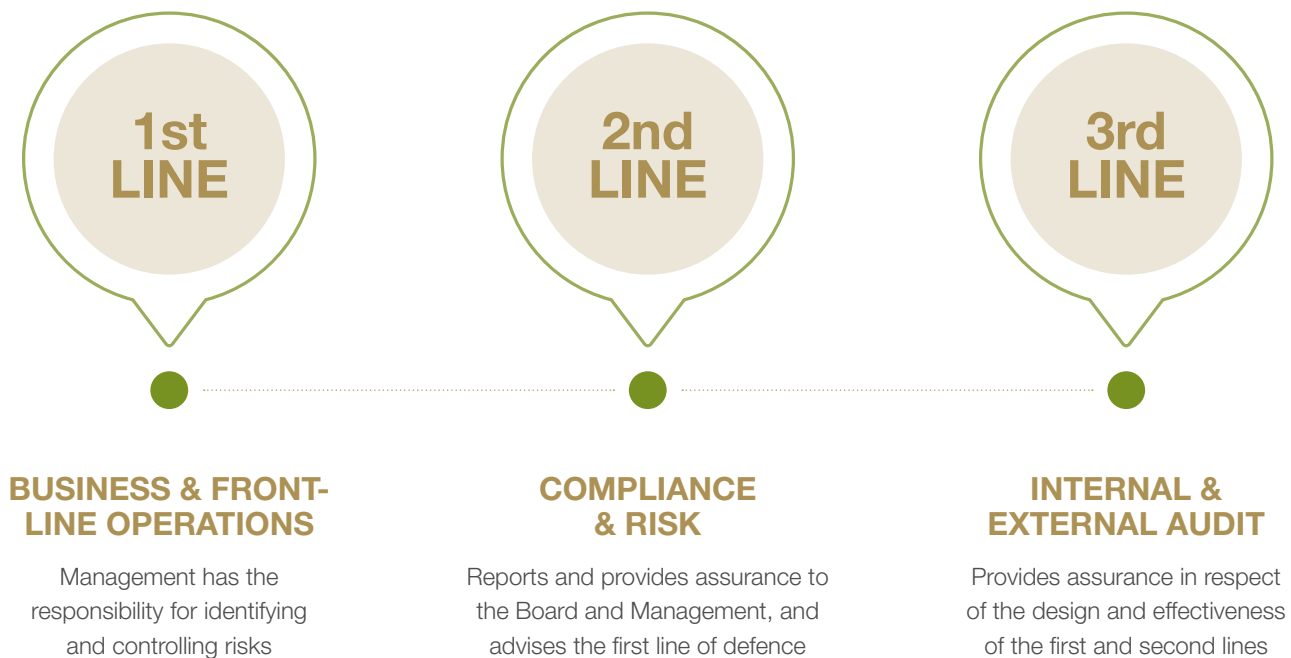 1st
LINE
2nd
LINE
3rd
LINE
BUSINESS & FRONT-
LINE OPERATIONS
Management has the
responsibility for identifying
and controlling risks
COMPLIANCE
& RISK
Reports and provides assurance to
the Board and Management, and
advises the first line of defence
INTERNAL &
EXTERNAL AUDIT
Provides assurance in respect
of the design and effectiveness
of the first and second lines